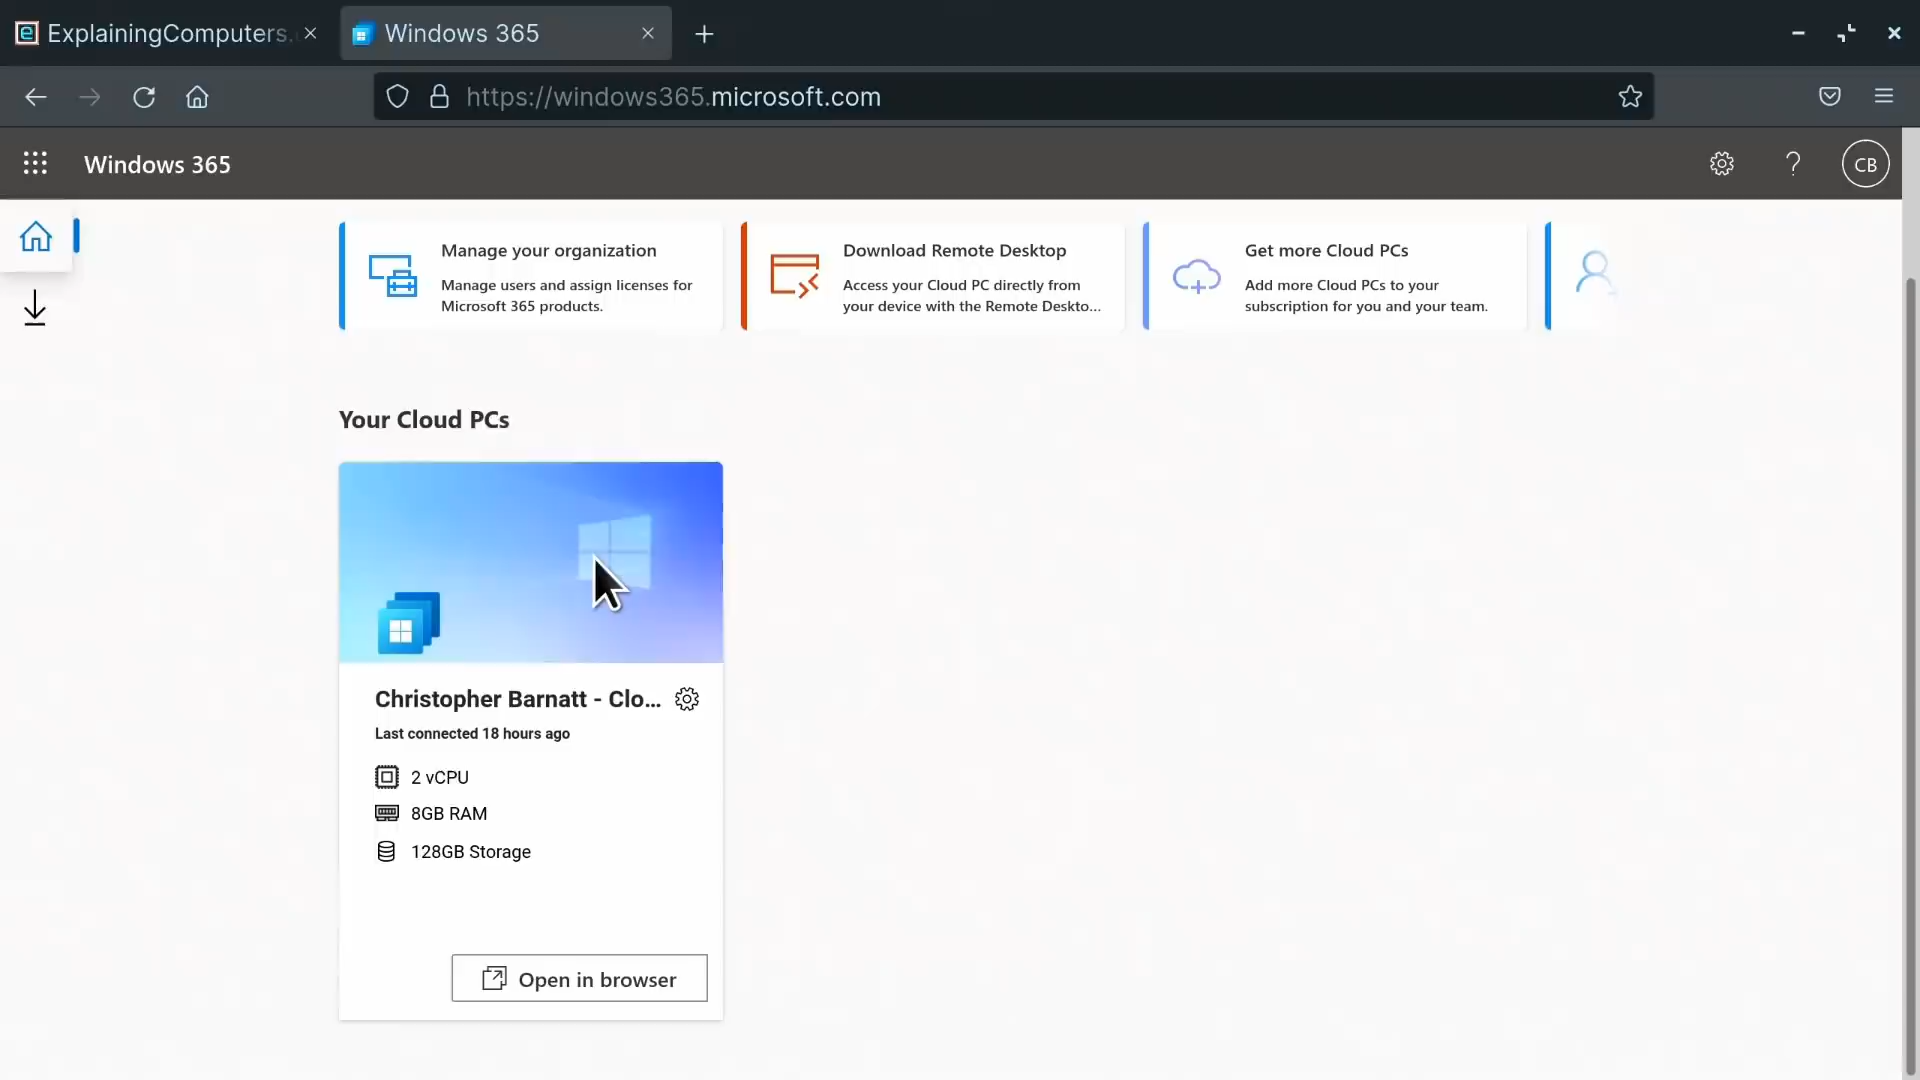 ExplainingComputers.
Windows 365
https://windows365.microsoft.com
Windows 365
CB
Manage your organization
Manage users and assign licenses for
Microsoft 365 products.
Download Remote Desktop
Access your Cloud PC directly from
your device with the Remote Deskto...
Get more Cloud PCs
Add more Cloud PCs to your
subscription for you and your team.
Your Cloud PCs
Christopher Barnatt - Clo...
Last connected 18 hours ago
2 vCPU
8GB RAM
128GB Storage
Open in browser